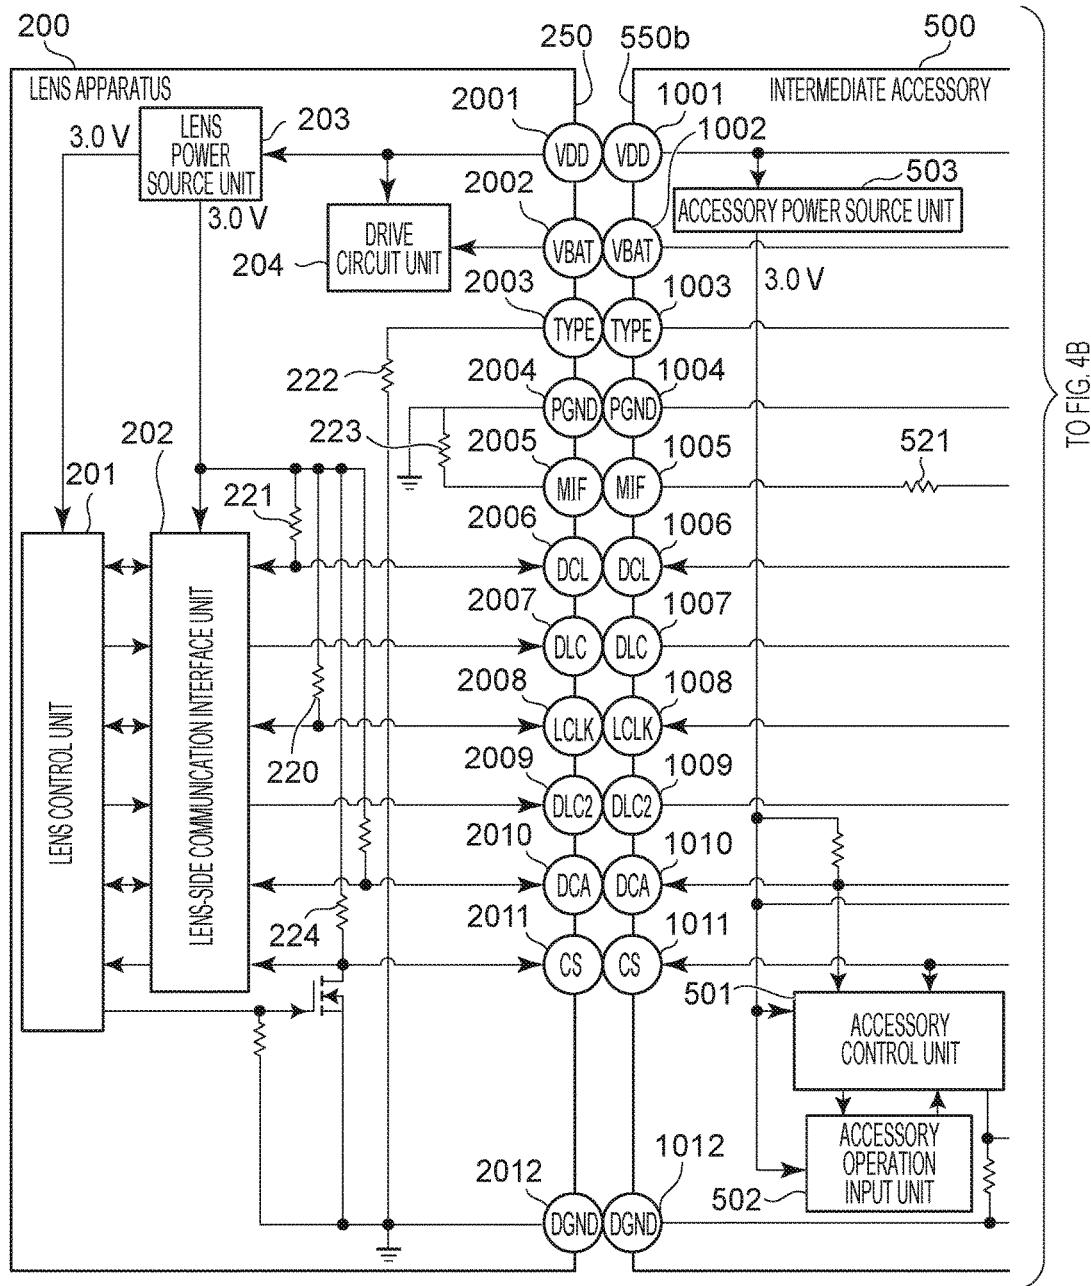 200
250
550b
500
LENS APPARATUS
INTERMEDIATE ACCESSORY
2001
1001
203
LENS
POWER
SOURCE UNIT
3.0 V
3.0 V
VDD
VDD
1002
2002
503
ACCESSORY POWER SOURCE UNIT
DRIVE
CIRCUIT UNIT
204
VBAT
VBAT
3.0 V
2003
1003
TYPE
TYPE
222
2004
1004
PGND
PGND
223
2005
1005
521
202
MIF
MIF
201
221
2006
1006
DCL
DCL
2007
1007
DLC
DLC
2008
1008
LCLK
LCLK
220
2009
1009
DLC2
DLC2
2010
1010
DCA
DCA
224
2011
1011
CS
CS
LENS CONTROL UNIT
LENS-SIDE COMMUNICATION INTERFACE UNIT
501
ACCESSORY
CONTROL UNIT
ACCESSORY
OPERATION
INPUT UNIT
502
2012
1012
DGND
DGND
TO FIG. 4B